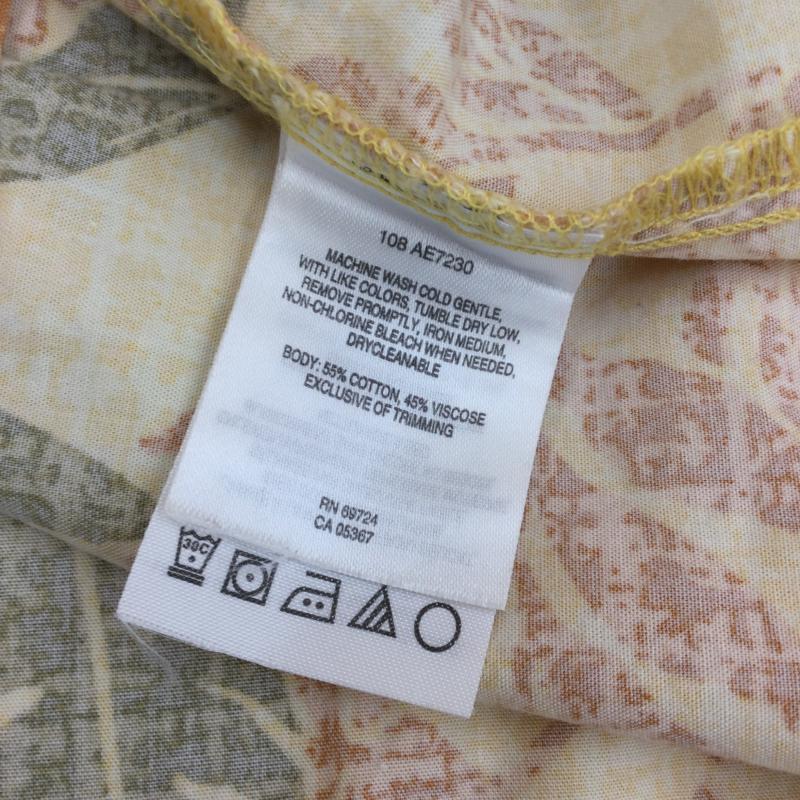 108 AE7230
MACHINE WASH COLD GENTLE,
WITH LIKE COLORS, TUMBLE DRY LOW,
REMOVE PROMPTLY, IRON MEDIUM,
NON-CHLORINE BLEACH WHEN NEEDED,
DRYCLEANABLE
BODY: 55% COTTON, 45% VISCOSE
EXCLUSIVE OF TRIMMING
RN 69724
CA 05367
30C